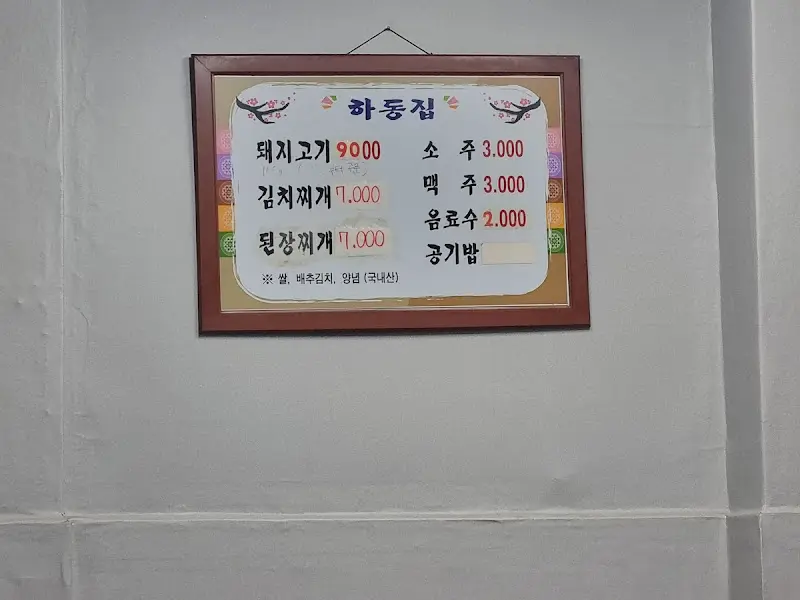 하동집
돼지고기 9000
김치찌개 7.000
된장찌개 7.000
※ 쌀, 배추김치, 양념 (국내산)
소 주 3.000
맥 주 3.000
음료수 2.000
공기밥